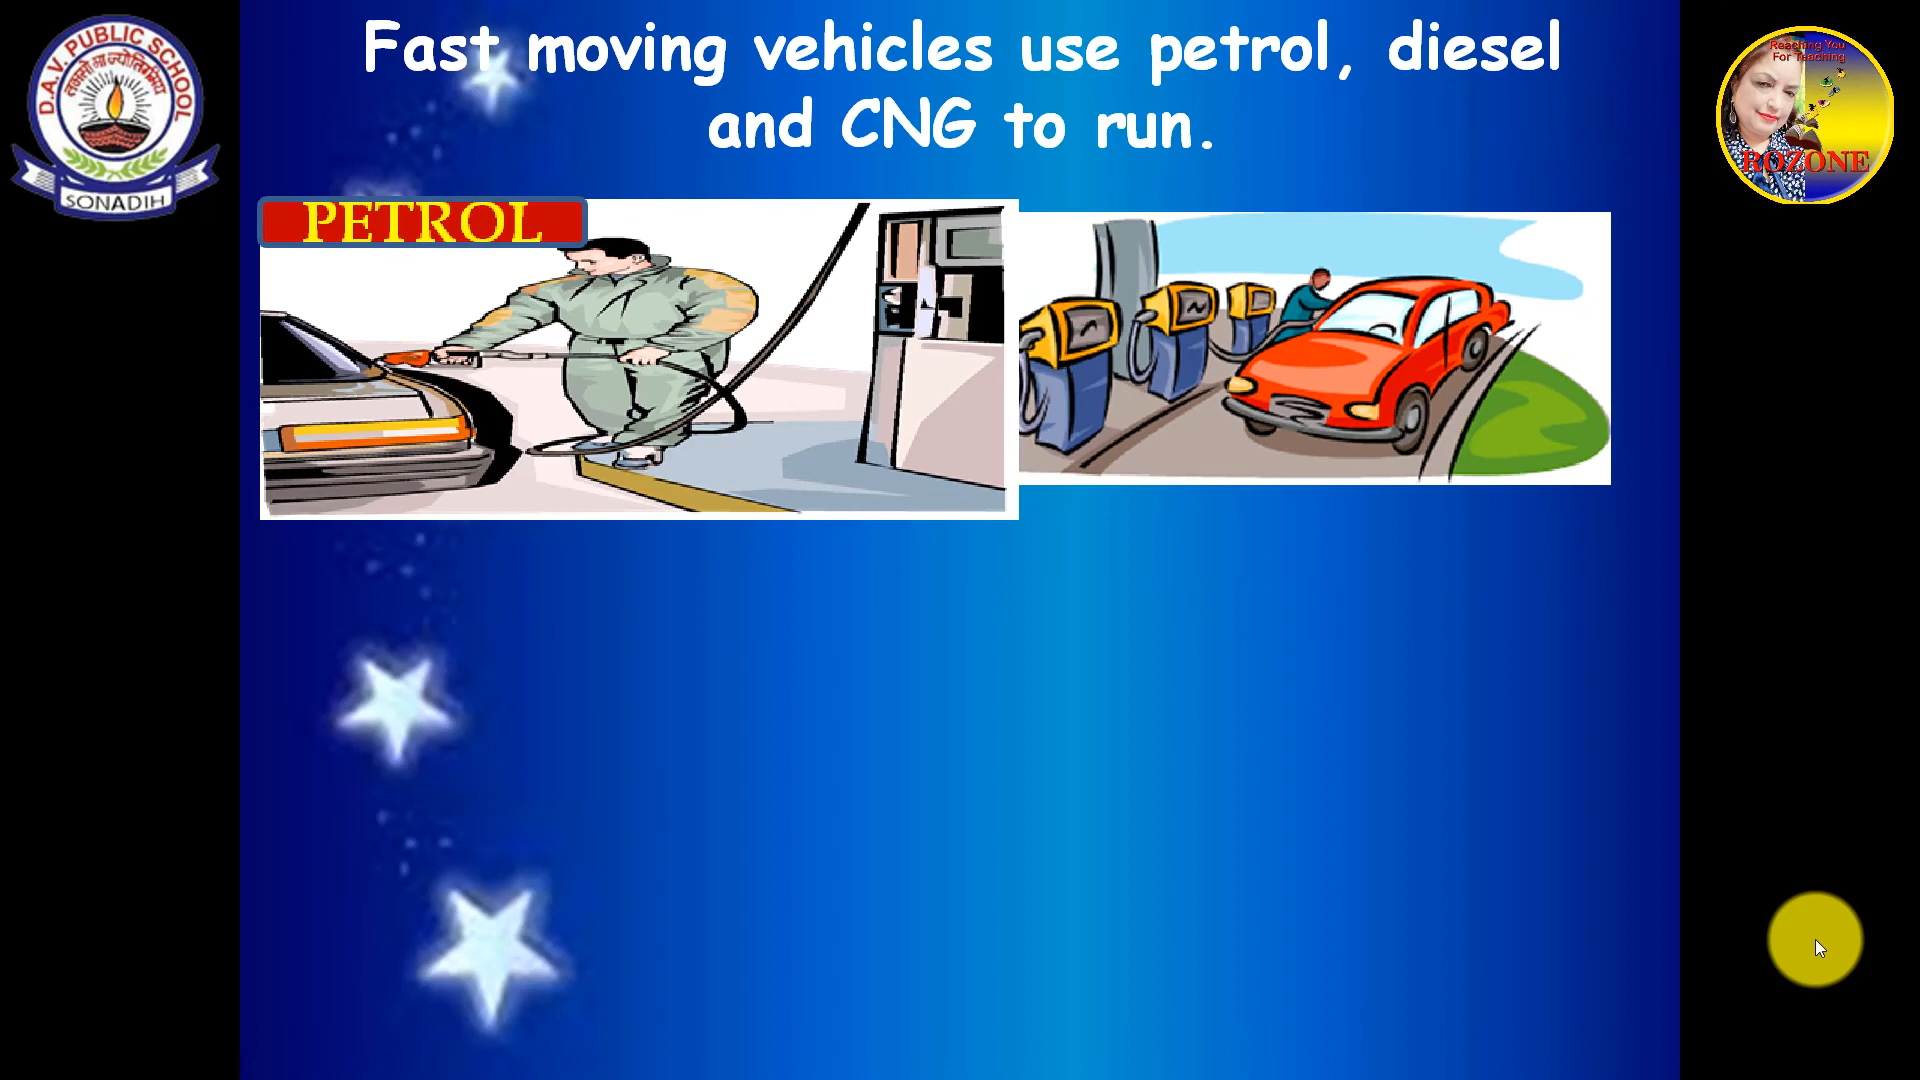 Fast moving vehicles use petrol, diesel
and CNG to run.
D.A.V. PUBLIC SCHOOL
SONADIH
Reaching You
For Teaching
ROZONE
PETROL